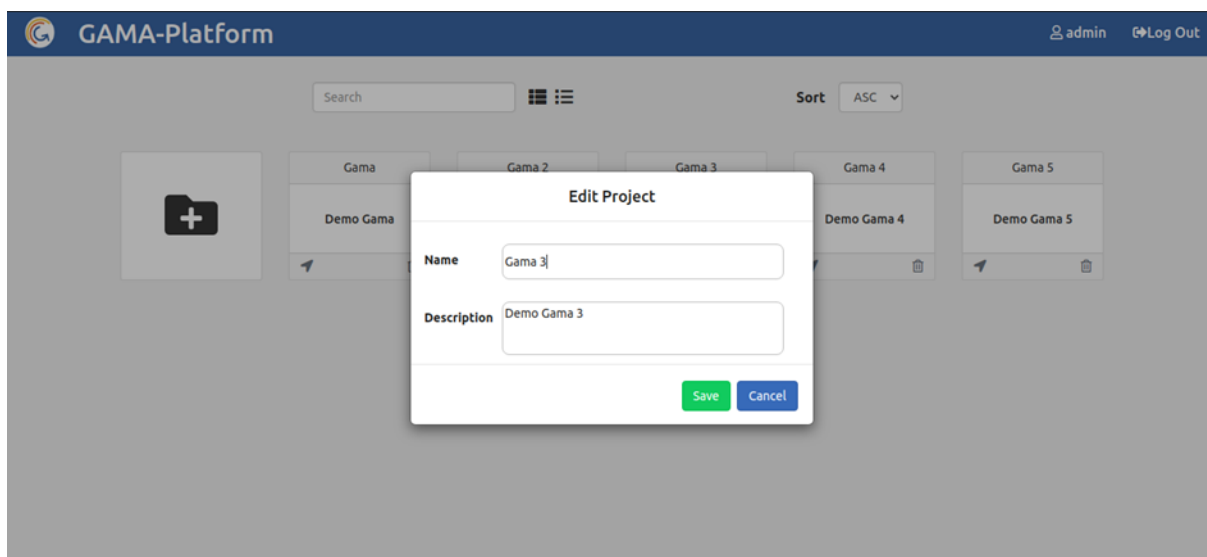 GAMA-Platform
admin
Log Out
Search
Sort ASC
Gama
Gama 2
Gama 3
Gama 4
Gama 5
Demo Gama
Demo Gama 4
Demo Gama 5
Edit Project
Name Gama 3
Description Demo Gama 3
Save Cancel